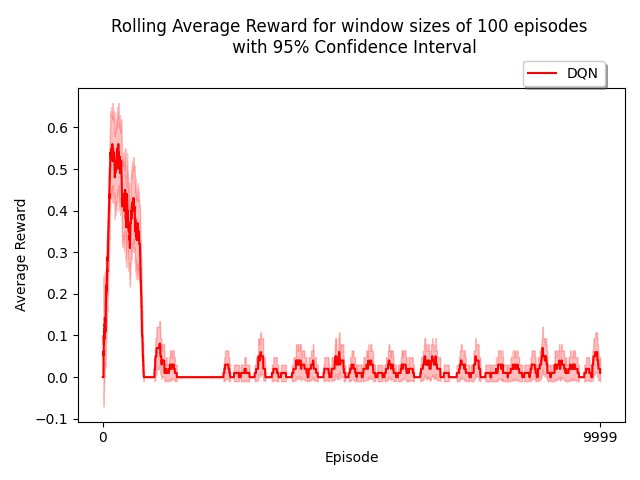 Rolling Average Reward for window sizes of 100 episodes
with 95% Confidence Interval
DQN
0.6
0.5
0.4
0.3
0.2
0.1
0.0
−0.1
Average Reward
0
9999
Episode